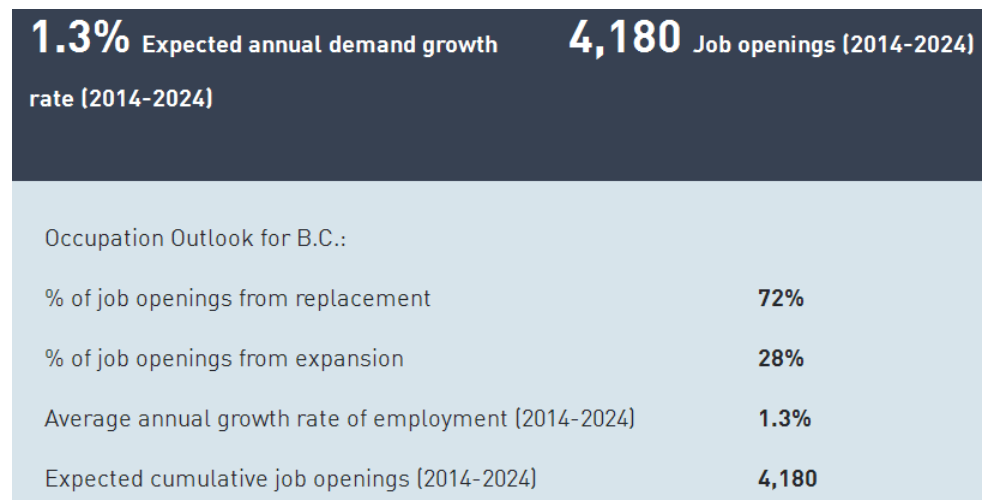 1.3% Expected annual demand growth
rate (2014-2024)
4,180 Job openings (2014-2024)
Occupation Outlook for B.C.:
% of job openings from replacement 72%
% of job openings from expansion 28%
Average annual growth rate of employment (2014-2024) 1.3%
Expected cumulative job openings (2014-2024) 4,180